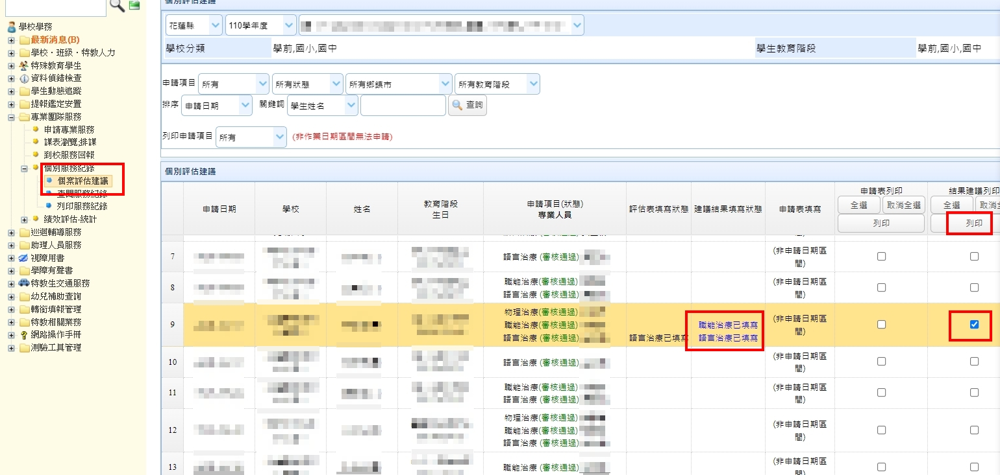 學校學務
最新消息(B)
學校‧班級‧特教人力
特殊教育學生
資料偵錯檢查
學生動態追蹤
提報鑑定安置
專業團隊服務
申請專業服務
課表瀏覽,排課
到校服務回報
個別服務紀錄
個案評估建議
查閱服務紀錄
列印服務紀錄
績效評估-統計
巡迴輔導服務
助理人員服務
視障用書
學障有聲書
特教生交通服務
幼兒補助查詢
轉銜填報管理
特教相關業務
網路操作手冊
測驗工具管理
個別評估建議
花蓮縣 110學年度
學校分類 學前,國小,國中 學生教育階段 學前,國小,國中
申請項目 所有 所有狀態 所有鄉鎮市 所有教育階段
排序 申請日期 關鍵詞 學生姓名 查詢
列印申請項目 所有 (非作業日期區間無法申請)
個別評估建議
申請日期 學校 姓名 教育階段 生日 申請項目(狀態) 專業人員 評估表填寫狀態 建議結果填寫狀態 申請表填寫 申請表列印 結果建議列印
全選 取消全選 全選 取消全
列印 列印
間)
7 語言治療 (審核通過) (非申請日期區
間)
8 職能治療(審核通過) (非申請日期區
語言治療 (審核通過) 間)
9 物理治療(審核通過) (非申請日期區
職能治療(審核通過) 職能治療已填寫 間)
語言治療 (審核通過) 語言治療已填寫 語言治療已填寫
10 語言治療 (審核通過) (非申請日期區
間)
11 職能治療(審核通過) (非申請日期區
語言治療 (審核通過) 間)
12 物理治療(審核通過) (非申請日期區
職能治療(審核通過) 間)
語言治療 (審核通過)
13 職能治療 (審核通過) (非申請日期區
間)